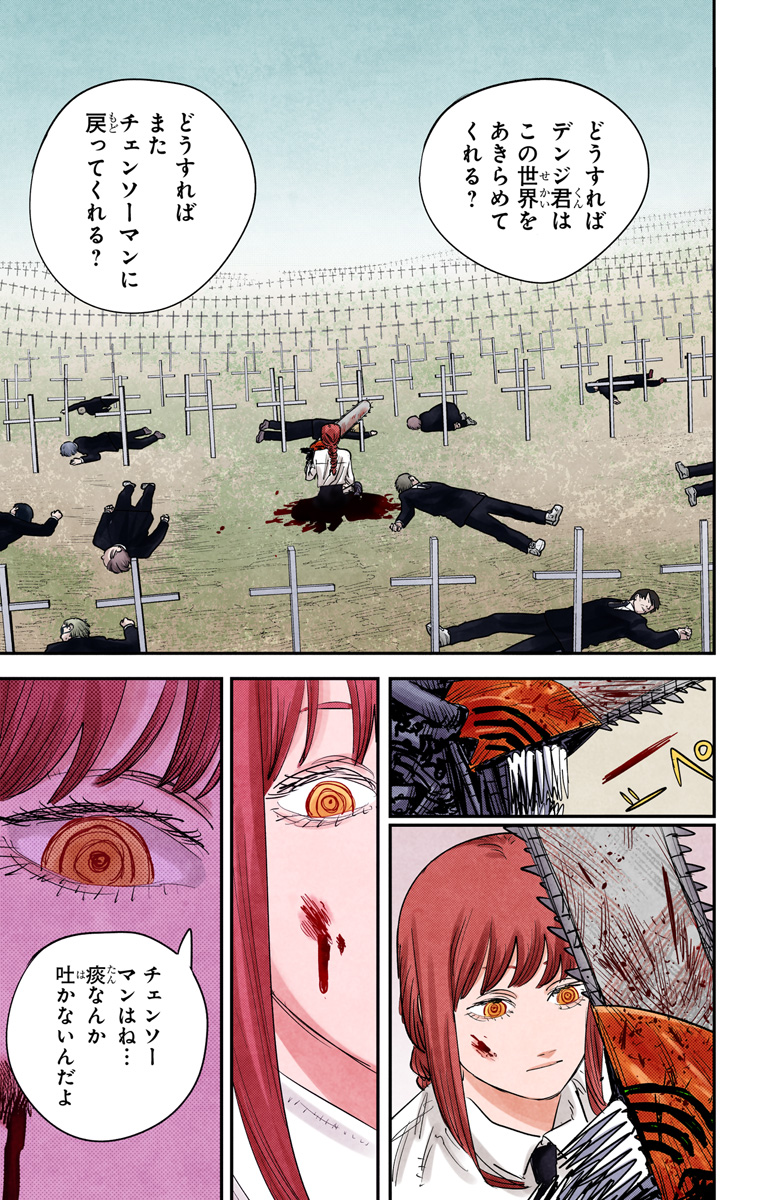 どうすれば
デンジ君は
この世界を
あきらめて
くれる?
どうすれば
また
チェンソーマンに
戻ってくれる?
ペッ
チェンソー
マンはね…
痰なんか
吐かないんだよ